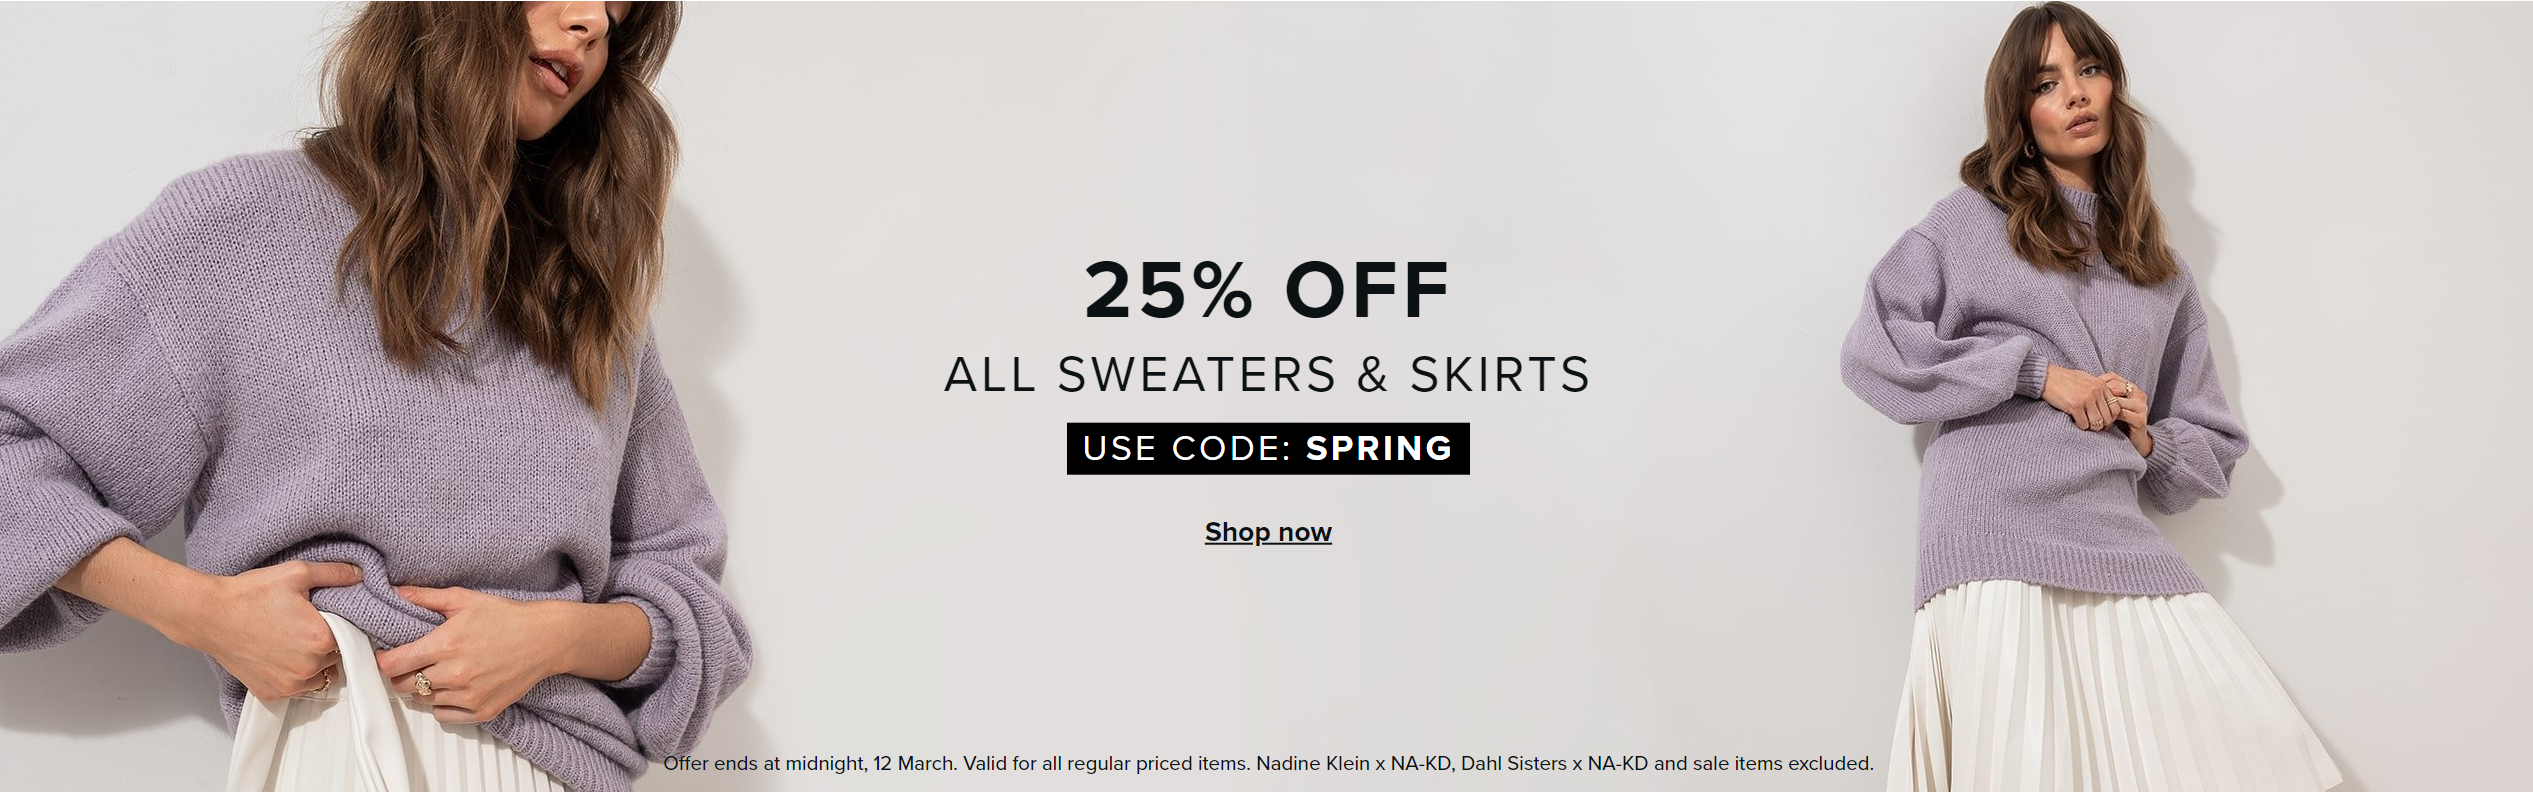 25% OFF
ALL SWEATERS & SKIRTS
USE CODE: SPRING
Shop now
Offer ends at midnight, 12 March. Valid for all regular priced items. Nadine Klein x NA-KD, Dahl Sisters x NA-KD and sale items excluded.